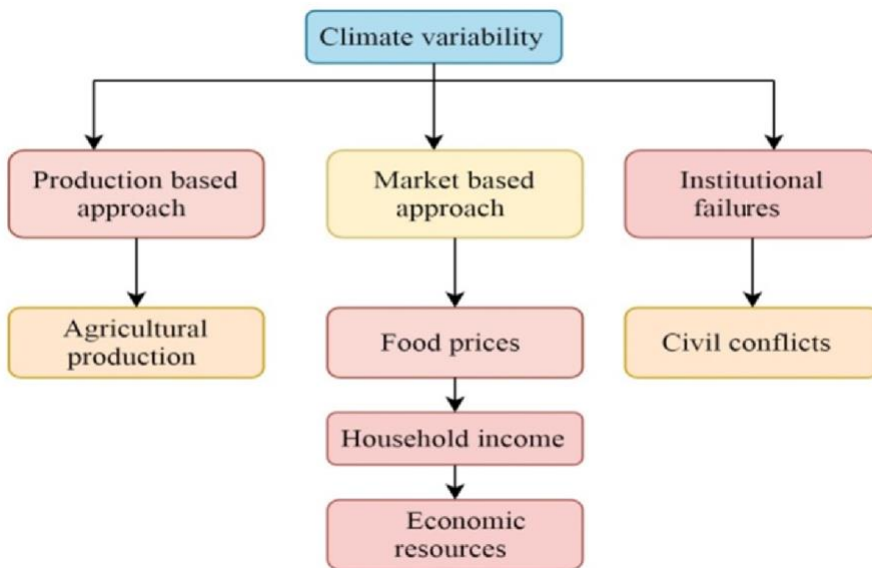 Climate variability
Production based
approach
Market based
approach
Institutional
failures
Agricultural
production
Food prices
Civil conflicts
Household income
Economic
resources